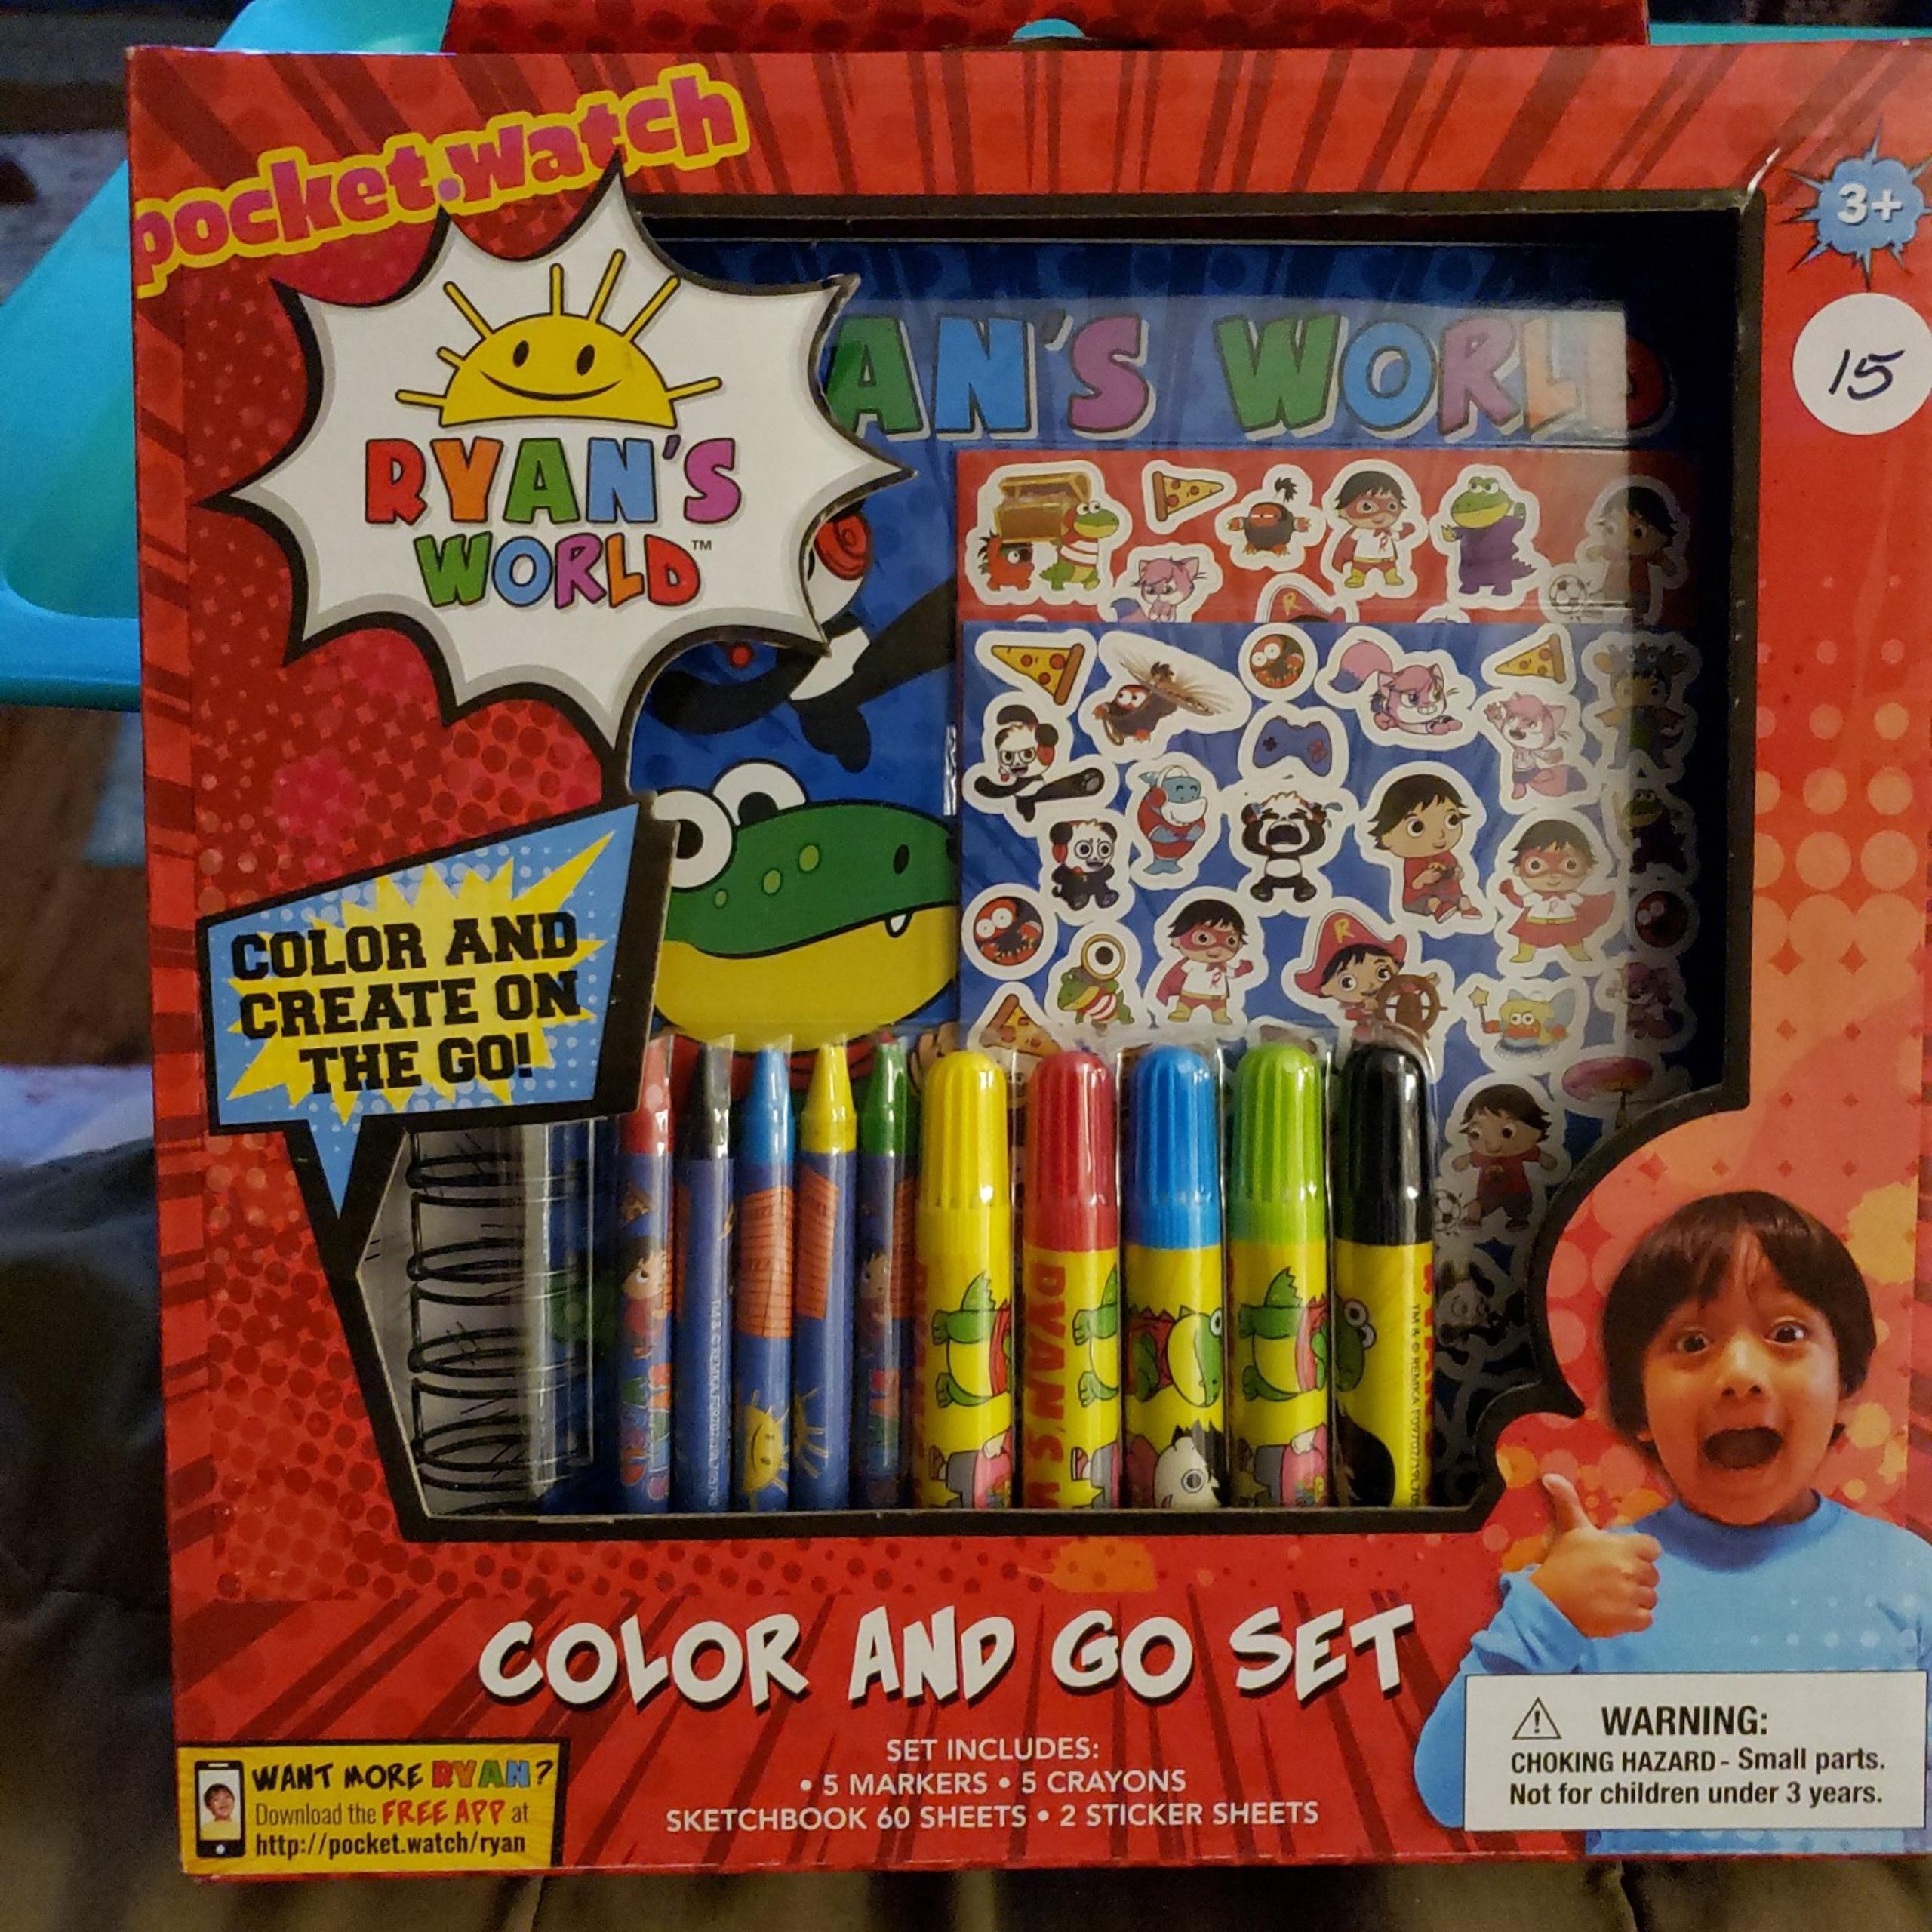 pocket.watch
3+
15
RYAN'S
WORLD™
AN'S WORLD
R
R
COLOR AND
CREATE ON
THE GO!
RYAN'S
COLOR AND GO SET
SET INCLUDES:
• 5 MARKERS • 5 CRAYONS
SKETCHBOOK 60 SHEETS • 2 STICKER SHEETS
WANT MORE RYAN?
Download the FREE APP at
http://pocket.watch/ryan
WARNING:
CHOKING HAZARD - Small parts.
Not for children under 3 years.